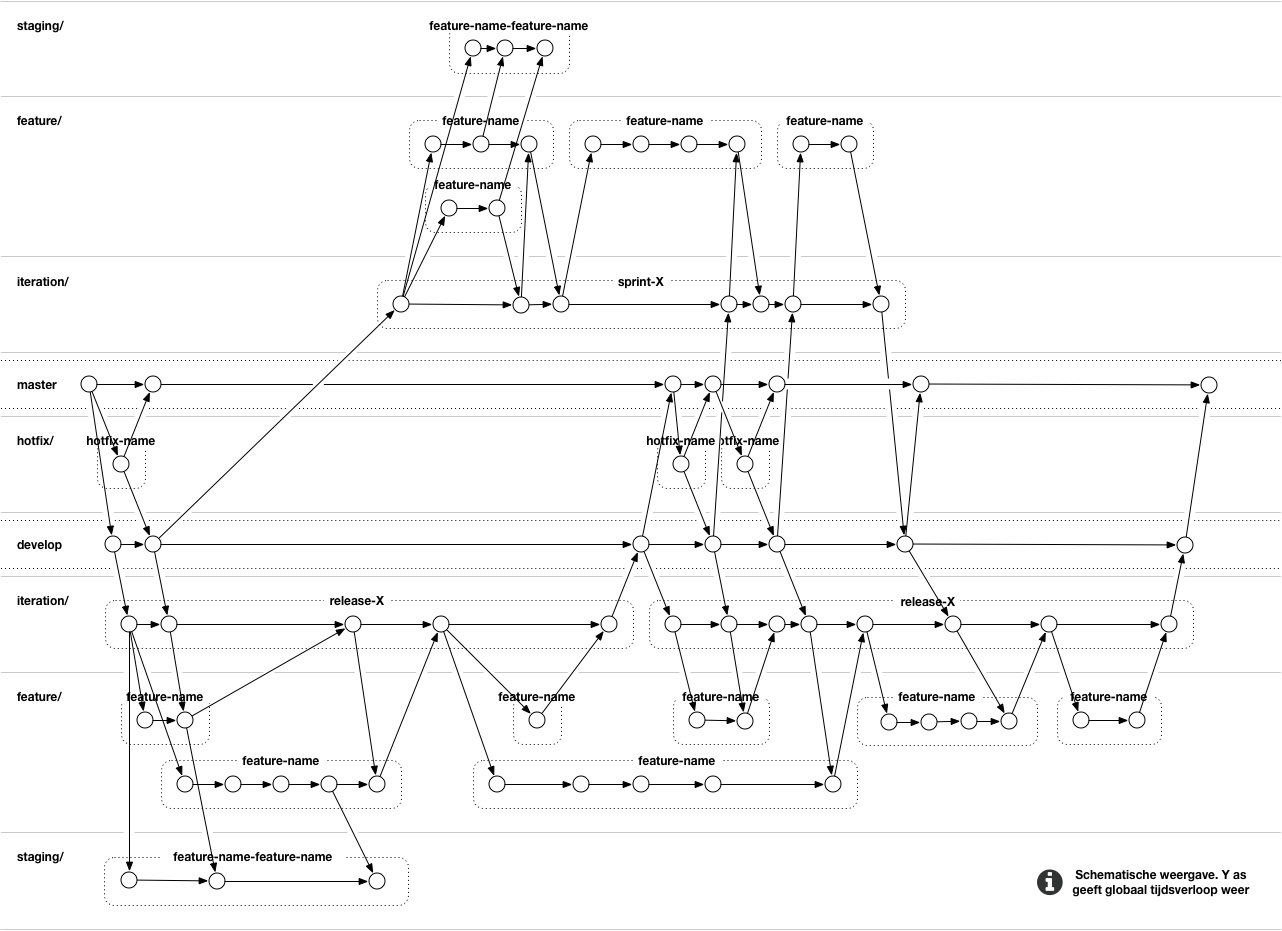 staging/
feature-name-feature-name
feature/
feature-name
feature-name
feature-name
feature-name
iteration/
sprint-X
master
hotfix/
hotfix-name
hotfix-name
otfix-name
develop
iteration/
release-X
release-X
feature/
feature-name
feature-name
feature-name
feature-name
feature-name
feature-name
feature-name
staging/
feature-name-feature-name
Schematische weergave. Y as
geeft globaal tijdsverloop weer